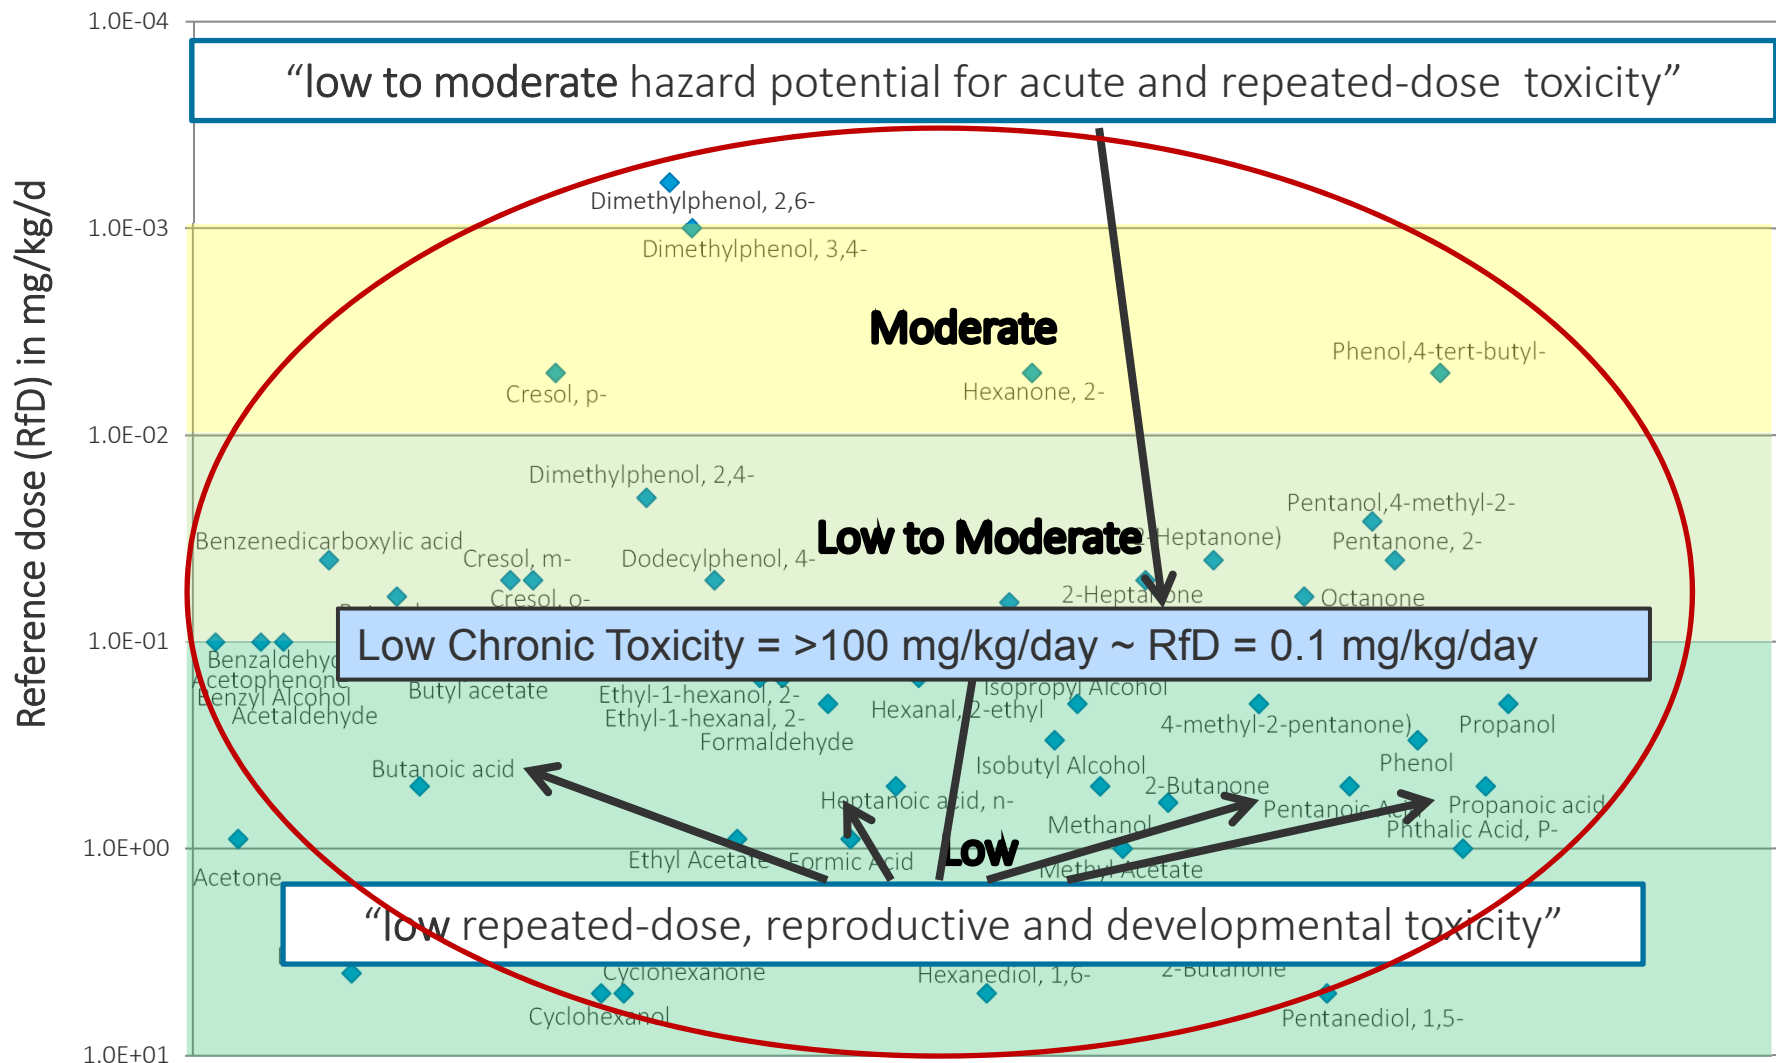 1.0E-04
“low to moderate hazard potential for acute and repeated-dose toxicity”
Dimethylphenol, 2,6-
1.0E-03
Dimethylphenol, 3,4-
Moderate
Phenol,4-tert-butyl-
Cresol, p-
Hexanone, 2-
1.0E-02
Reference dose (RfD) in mg/kg/d
Dimethylphenol, 2,4-
Pentanol,4-methyl-2-
Low to Moderate
2-Heptanone)
Benzenedicarboxylic acid
Pentanone, 2-
Cresol, m-
Dodecylphenol, 4-
Cresol, o-
2-Heptanone
Octanone
1.0E-01
Low Chronic Toxicity = >100 mg/kg/day ~ RfD = 0.1 mg/kg/day
Benzaldehyd
Acetophenone
Benzyl Alcohol
Acetaldehyde
Butyl acetate
Ethyl-1-hexanol, 2-
Ethyl-1-hexanal, 2-
Formaldehyde
Isopropyl Alcohol
Hexanal, 2-ethyl
4-methyl-2-pentanone)
Propanol
Phenol
Butanoic acid
Isobutyl Alcohol
2-Butanone
Heptanoic acid, n-
Pentanoic Acid
Propanoic acid
Methanol
Phthalic Acid, P-
1.0E+00
Low
Ethyl Acetate
Formic Acid
Methyl Acetate
Acetone
“low repeated-dose, reproductive and developmental toxicity”
Cyclohexanone
Hexanediol, 1,6-
2-Butanone
Cyclohexanol
Pentanediol, 1,5-
1.0E+01